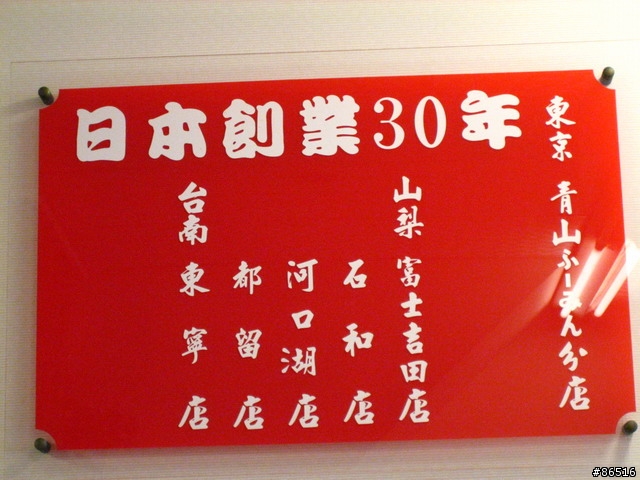 日本創業30年
東京 青山ふーみん分店
山梨 富士吉田店
石和店
河口湖店
都留店
台南東寧店
#86516